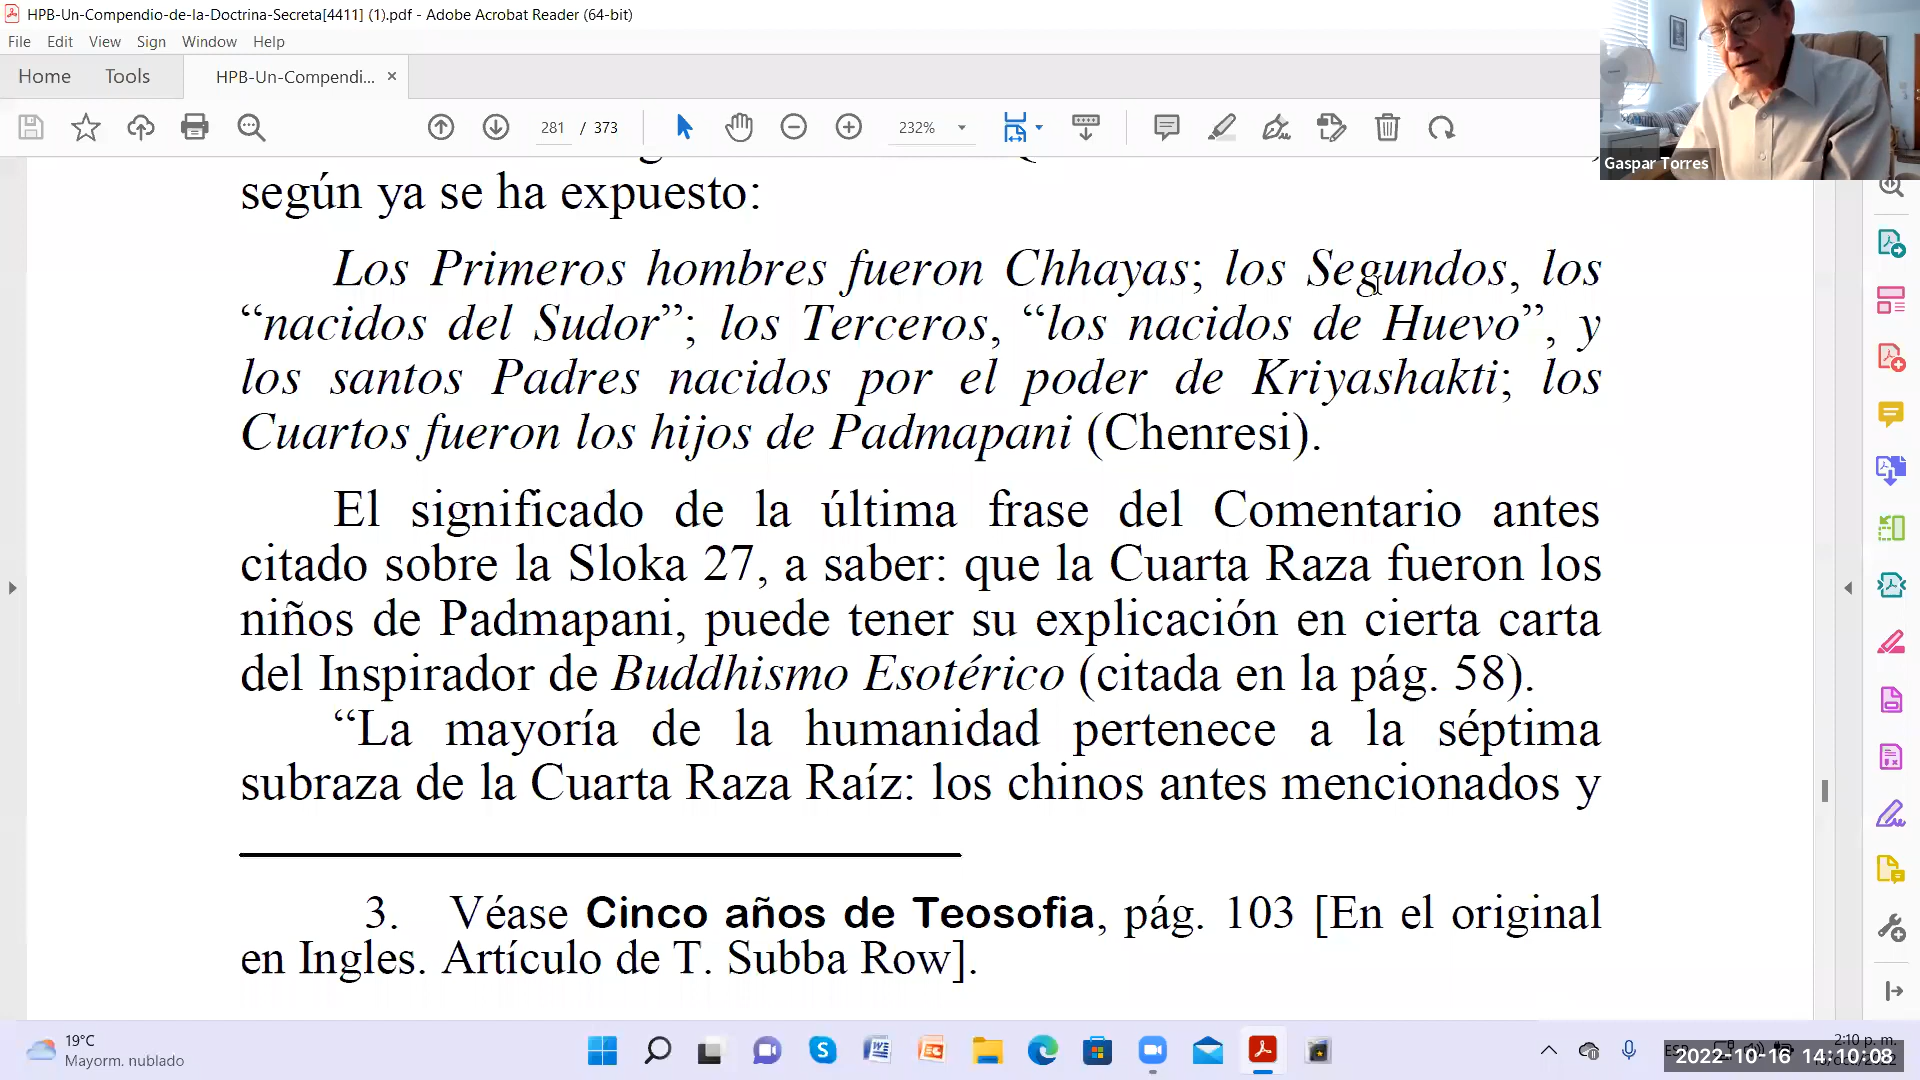 HPB-Un-Compendio-de-la-Doctrina-Secreta[4411] (1).pdf - Adobe Acrobat Reader (64-bit)
File Edit View Sign Window Help
Home Tools HPB-Un-Compendi... ×
281 / 373 232%
Gaspar Torres
según ya se ha expuesto:
Los Primeros hombres fueron Chhayas; los Segundos, los
“nacidos del Sudor”; los Terceros, “los nacidos de Huevo”, y
los santos Padres nacidos por el poder de Kriyashakti; los
Cuartos fueron los hijos de Padmapani (Chenresi).
El significado de la última frase del Comentario antes
citado sobre la Sloka 27, a saber: que la Cuarta Raza fueron los
niños de Padmapani, puede tener su explicación en cierta carta
del Inspirador de Buddhismo Esotérico (citada en la pág. 58).
“La mayoría de la humanidad pertenece a la séptima
subraza de la Cuarta Raza Raíz: los chinos antes mencionados y
3. Véase Cinco años de Teosofia, pág. 103 [En el original
en Ingles. Artículo de T. Subba Row].
19°C
Mayorm. nublado
2:10 p. m.
2022-10-16 14:10:08